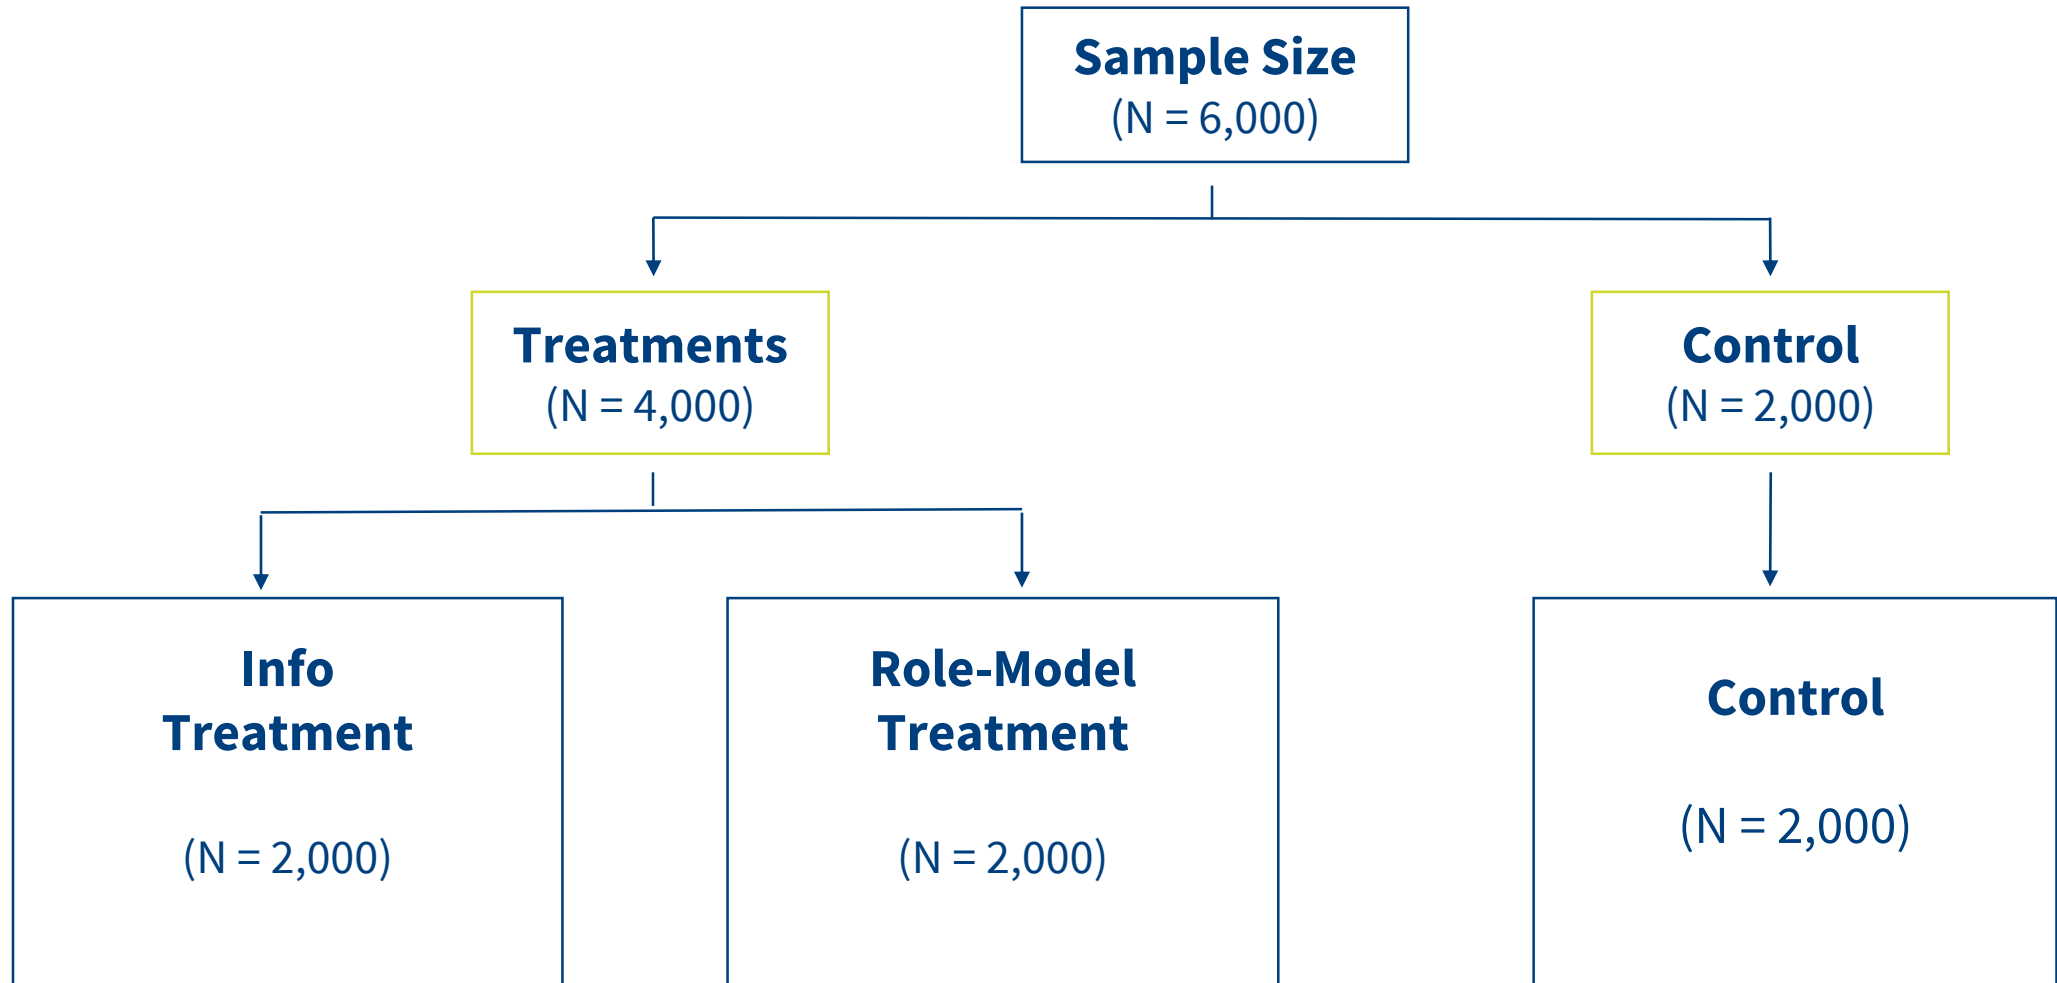 Sample Size
(N = 6,000)
Treatments
(N = 4,000)
Control
(N = 2,000)
Info
Treatment
(N = 2,000)
Role-Model
Treatment
(N = 2,000)
Control
(N = 2,000)